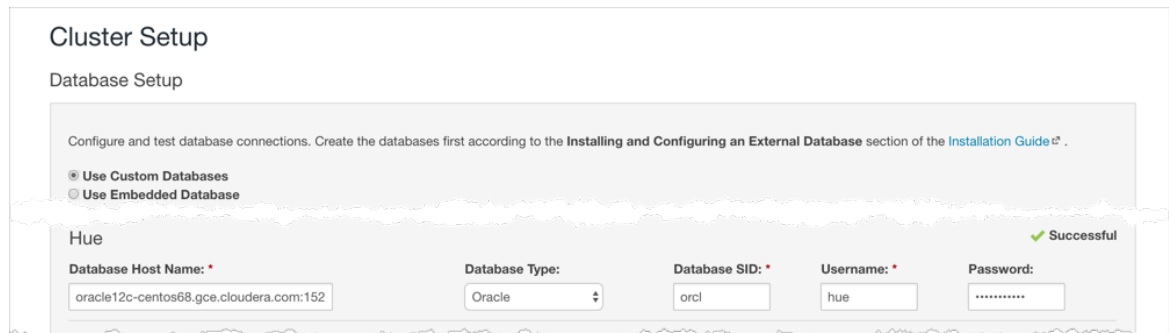 Cluster Setup
Database Setup
Configure and test database connections. Create the databases first according to the Installing and Configuring an External Database section of the Installation Guide .
Use Custom Databases
Use Embedded Database
Hue
Successful
Database Host Name: * Database Type: Database SID: * Username: * Password:
oracle12c-centos68.gce.cloudera.com:152 Oracle orcl hue •••••••••••